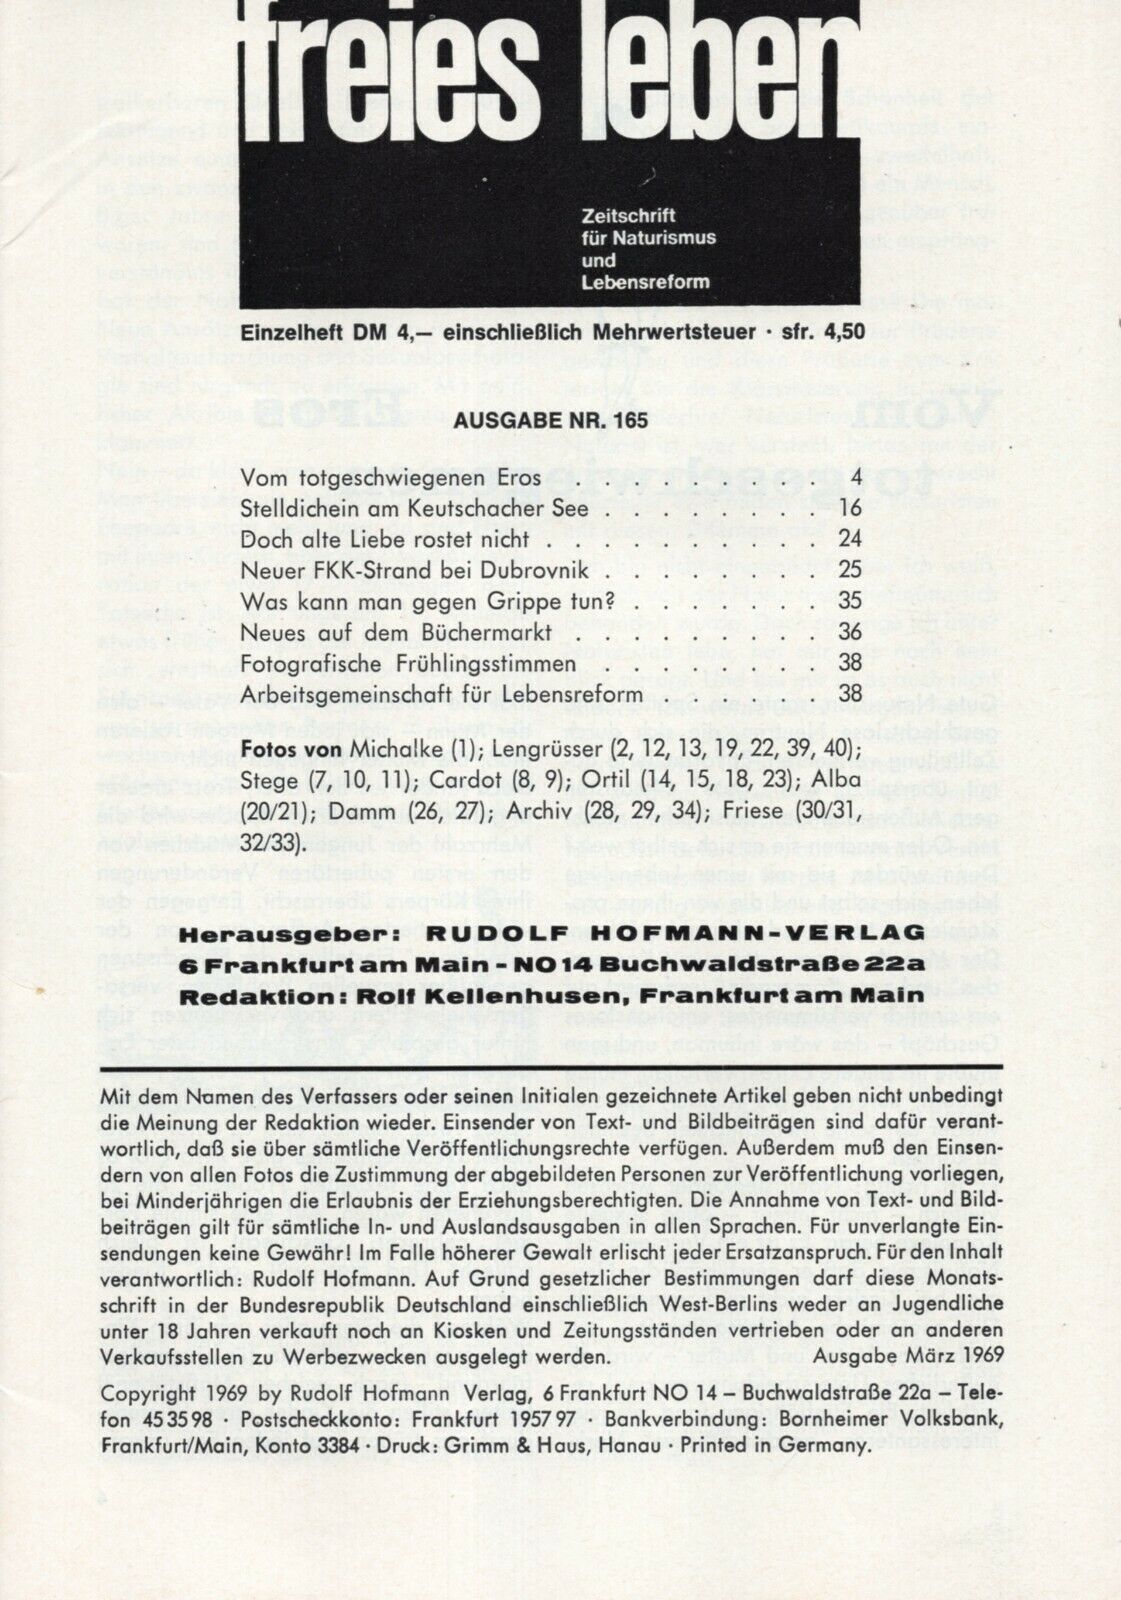 freies leben
Zeitschrift
für Naturismus
und
Lebensreform
Einzelheft DM 4,— einschließlich Mehrwertsteuer · sfr. 4,50
AUSGABE NR. 165
Vom totgeschwiegenen Eros . . . . . . . . . 4
Stelldichein am Keutschacher See . . . . . . . . 16
Doch alte Liebe rostet nicht . . . . . . . . . . 24
Neuer FKK-Strand bei Dubrovnik . . . . . . . . 25
Was kann man gegen Grippe tun? . . . . . . . 35
Neues auf dem Büchermarkt . . . . . . . . . 36
Fotografische Frühlingsstimmen . . . . . . . . 38
Arbeitsgemeinschaft für Lebensreform . . . . . . 38
Fotos von Michalke (1); Lengrüsser (2, 12, 13, 19, 22, 39, 40);
Stege (7, 10, 11); Cardot (8, 9); Ortil (14, 15, 18, 23); Alba
(20/21); Damm (26, 27); Archiv (28, 29, 34); Friese (30/31,
32/33).
Herausgeber: RUDOLF HOFMANN-VERLAG
6 Frankfurt am Main - NO 14 Buchwaldstraße 22a
Redaktion: Rolf Kellenhusen, Frankfurt am Main
Mit dem Namen des Verfassers oder seinen Initialen gezeichnete Artikel geben nicht unbedingt
die Meinung der Redaktion wieder. Einsender von Text- und Bildbeiträgen sind dafür verant-
wortlich, daß sie über sämtliche Veröffentlichungsrechte verfügen. Außerdem muß den Einsen-
dern von allen Fotos die Zustimmung der abgebildeten Personen zur Veröffentlichung vorliegen,
bei Minderjährigen die Erlaubnis der Erziehungsberechtigten. Die Annahme von Text- und Bild-
beiträgen gilt für sämtliche In- und Auslandsausgaben in allen Sprachen. Für unverlangte Ein-
sendungen keine Gewähr! Im Falle höherer Gewalt erlischt jeder Ersatzanspruch. Für den Inhalt
verantwortlich: Rudolf Hofmann. Auf Grund gesetzlicher Bestimmungen darf diese Monats-
schrift in der Bundesrepublik Deutschland einschließlich West-Berlins weder an Jugendliche
unter 18 Jahren verkauft noch an Kiosken und Zeitungsständen vertrieben oder an anderen
Verkaufsstellen zu Werbezwecken ausgelegt werden. Ausgabe März 1969
Copyright 1969 by Rudolf Hofmann Verlag, 6 Frankfurt NO 14 – Buchwaldstraße 22a – Tele-
fon 45 35 98 · Postscheckkonto: Frankfurt 1957 97 · Bankverbindung: Bornheimer Volksbank,
Frankfurt/Main, Konto 3384 · Druck: Grimm & Haus, Hanau · Printed in Germany.